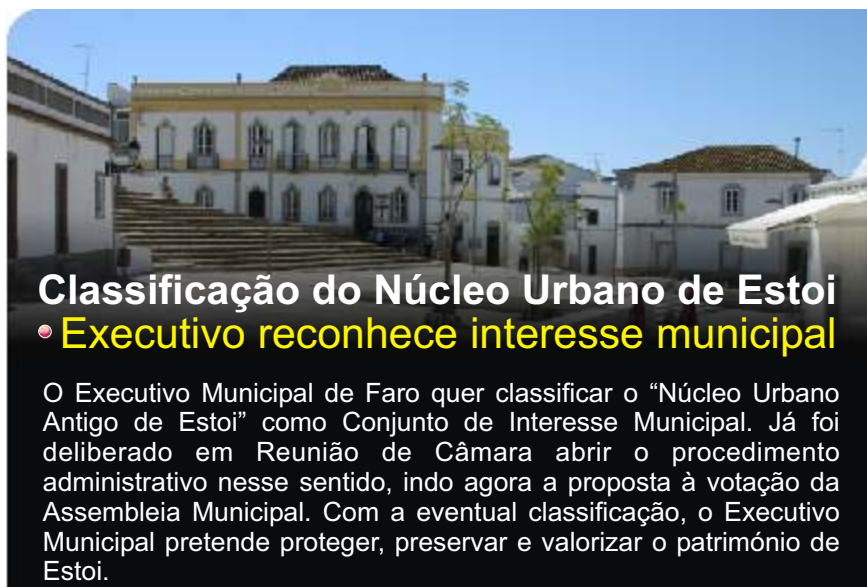 Classificação do Núcleo Urbano de Estoi
Executivo reconhece interesse municipal
O Executivo Municipal de Faro quer classificar o “Núcleo Urbano
Antigo de Estoi” como Conjunto de Interesse Municipal. Já foi
deliberado em Reunião de Câmara abrir o procedimento
administrativo nesse sentido, indo agora a proposta à votação da
Assembleia Municipal. Com a eventual classificação, o Executivo
Municipal pretende proteger, preservar e valorizar o património de
Estoi.